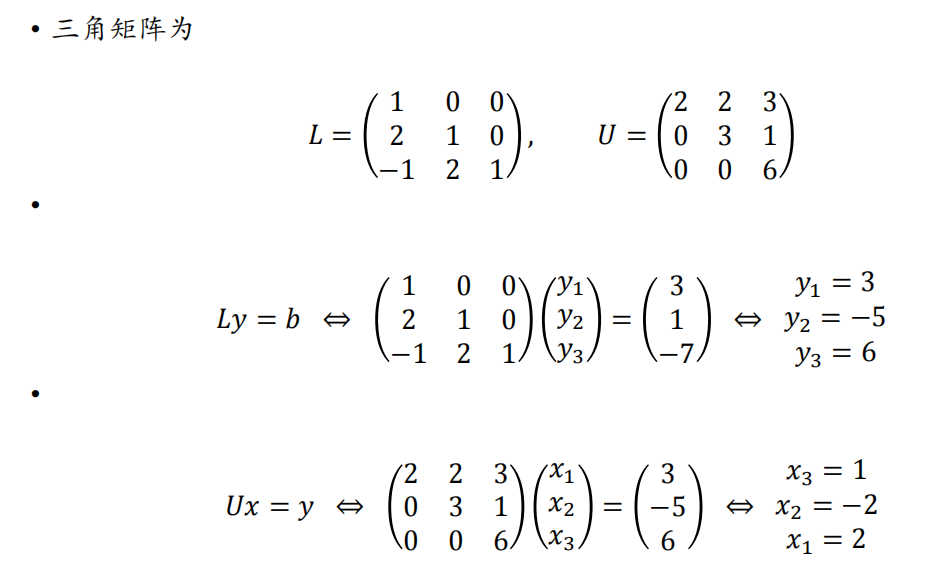 • 三角矩阵为
L = ( 1 0 0 ; 2 1 0 ; −1 2 1 ), U = ( 2 2 3 ; 0 3 1 ; 0 0 6 )
•
Ly = b ⇔ ( 1 0 0 ; 2 1 0 ; −1 2 1 ) ( y₁ ; y₂ ; y₃ ) = ( 3 ; 1 ; −7 ) ⇔ y₁ = 3 y₂ = −5 y₃ = 6
•
Ux = y ⇔ ( 2 2 3 ; 0 3 1 ; 0 0 6 ) ( x₁ ; x₂ ; x₃ ) = ( 3 ; −5 ; 6 ) ⇔ x₃ = 1 x₂ = −2 x₁ = 2